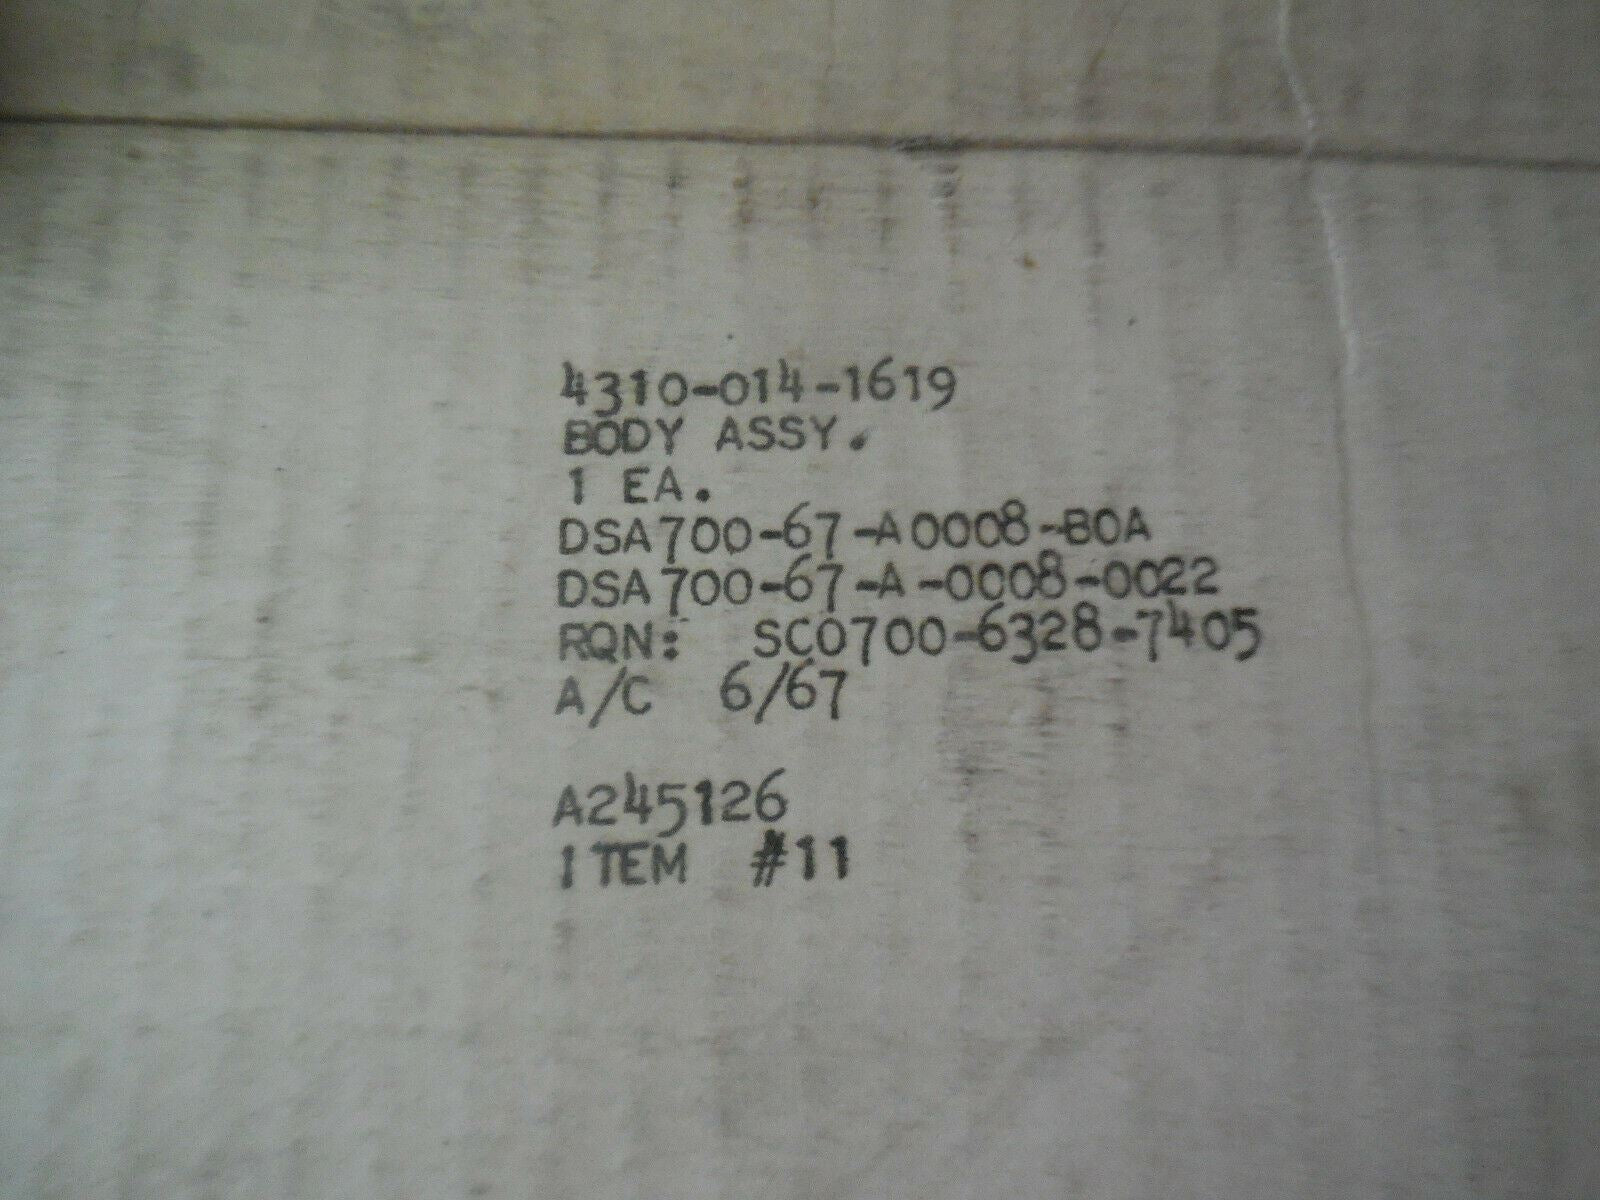 4310-014-1619
BODY ASSY.
1 EA.
DSA700-67-A0008-BOA
DSA700-67-A-0008-0022
RQN: SC0700-6328-7405
A/C 6/67
A245126
ITEM #11